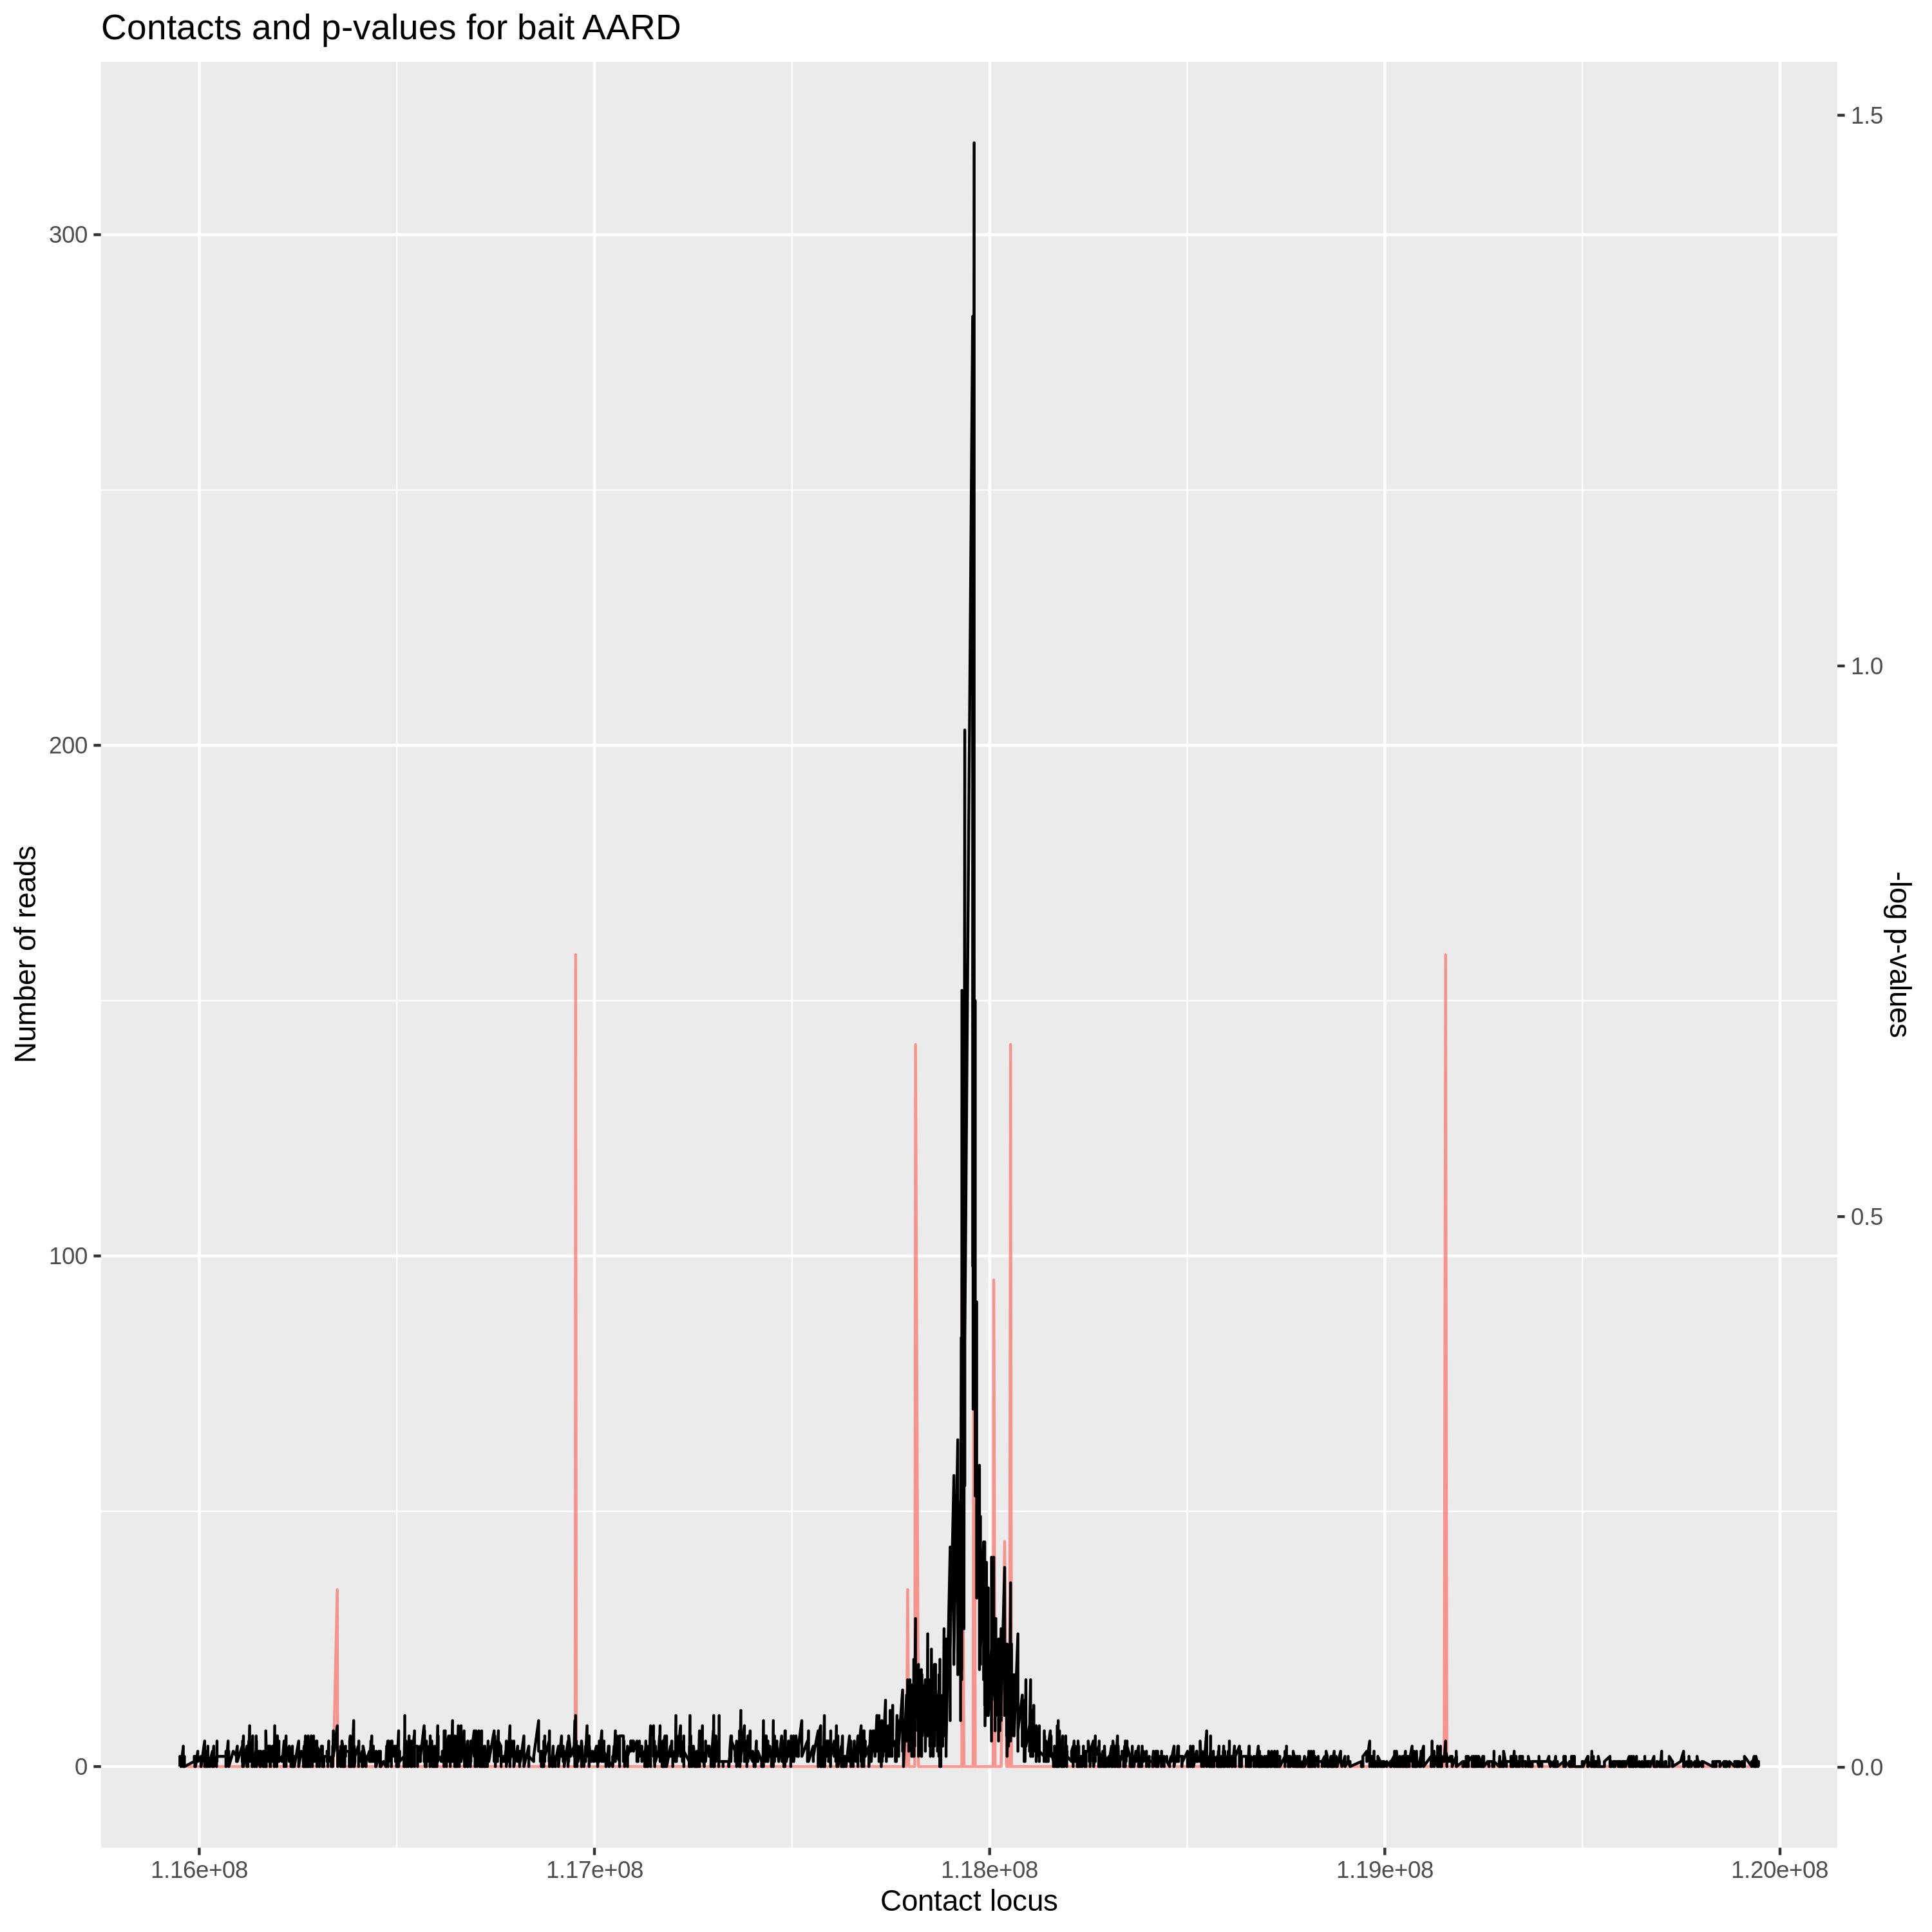 Contacts and p-values for bait AARD
300
200
100
0
Number of reads
1.5
1.0
0.5
0.0
-log p-values
1.16e+08
1.17e+08
1.18e+08
1.19e+08
1.20e+08
Contact locus